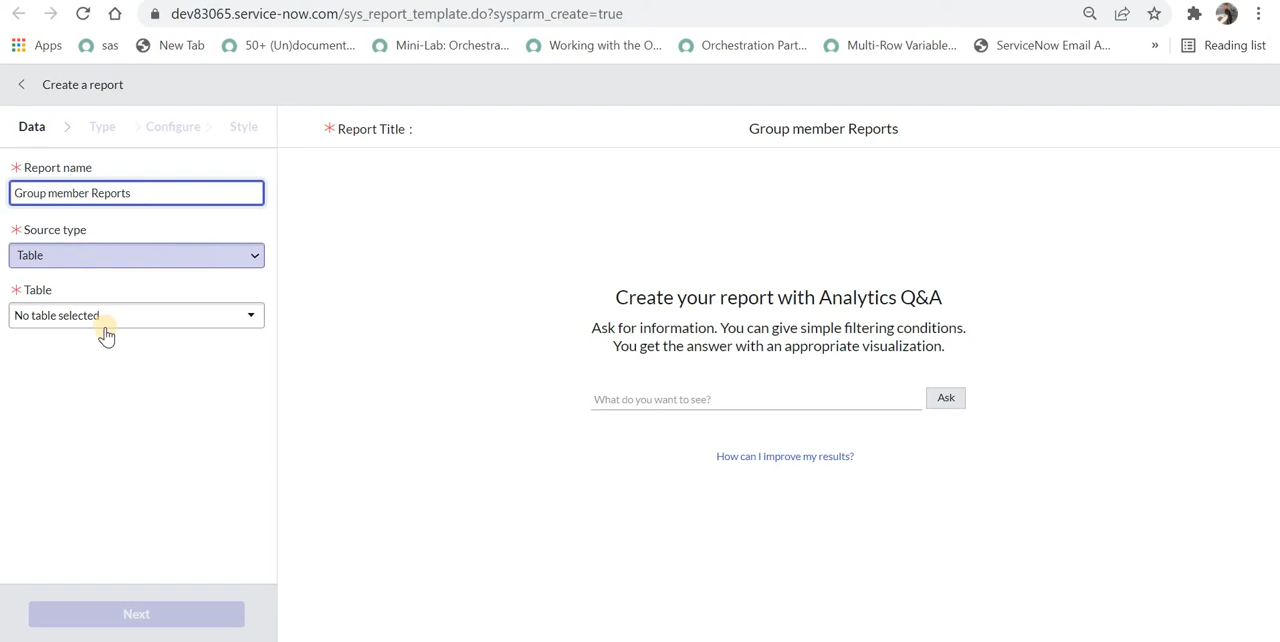 dev83065.service-now.com/sys_report_template.do?sysparm_create=true
Apps sas New Tab 50+ (Un)document... Mini-Lab: Orchestra... Working with the O... Orchestration Part... Multi-Row Variable... ServiceNow Email A... » Reading list
Create a report
Data Type Configure Style
* Report Title : Group member Reports
* Report name
Group member Reports
* Source type
Table
* Table
No table selected
Create your report with Analytics Q&A
Ask for information. You can give simple filtering conditions.
You get the answer with an appropriate visualization.
What do you want to see? Ask
How can I improve my results?
Next